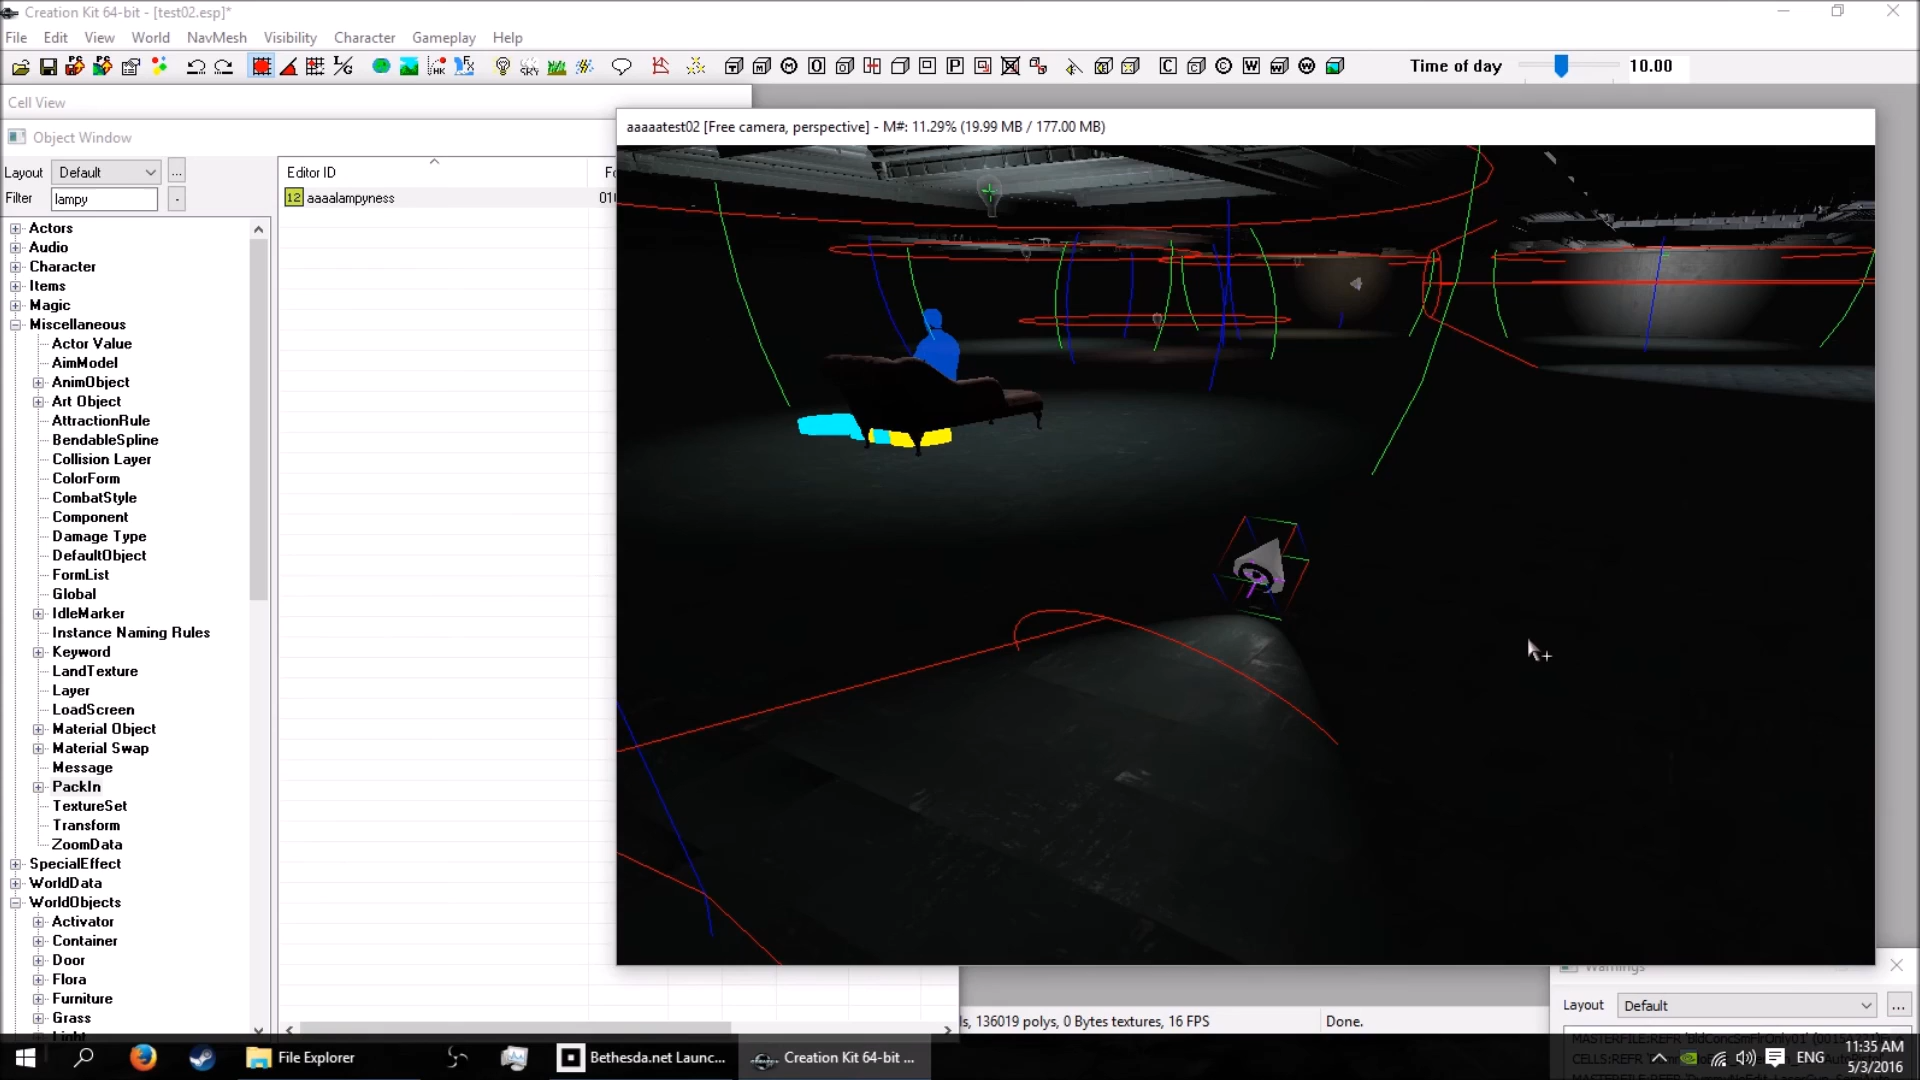 Creation Kit 64-bit - [test02.esp]*
File Edit View World NavMesh Visibility Character Gameplay Help
Time of day 10.00
Cell View
Object Window
Layout Default ...
Filter lampy .
Editor ID
12 aaaalampyness
Actors
Audio
Character
Items
Magic
Miscellaneous
Actor Value
AimModel
AnimObject
Art Object
AttractionRule
BendableSpline
Collision Layer
ColorForm
CombatStyle
Component
Damage Type
DefaultObject
FormList
Global
IdleMarker
Instance Naming Rules
Keyword
LandTexture
Layer
LoadScreen
Material Object
Material Swap
Message
PackIn
TextureSet
Transform
ZoomData
SpecialEffect
WorldData
WorldObjects
Activator
Container
Door
Flora
Furniture
Grass
Light
aaaaatest02 [Free camera, perspective] - M#: 11.29% (19.99 MB / 177.00 MB)
136019 polys, 0 Bytes textures, 16 FPS
Done.
Warnings
Layout Default ...
File Explorer
Bethesda.net Launc...
Creation Kit 64-bit ...
ENG
11:35 AM
5/3/2016